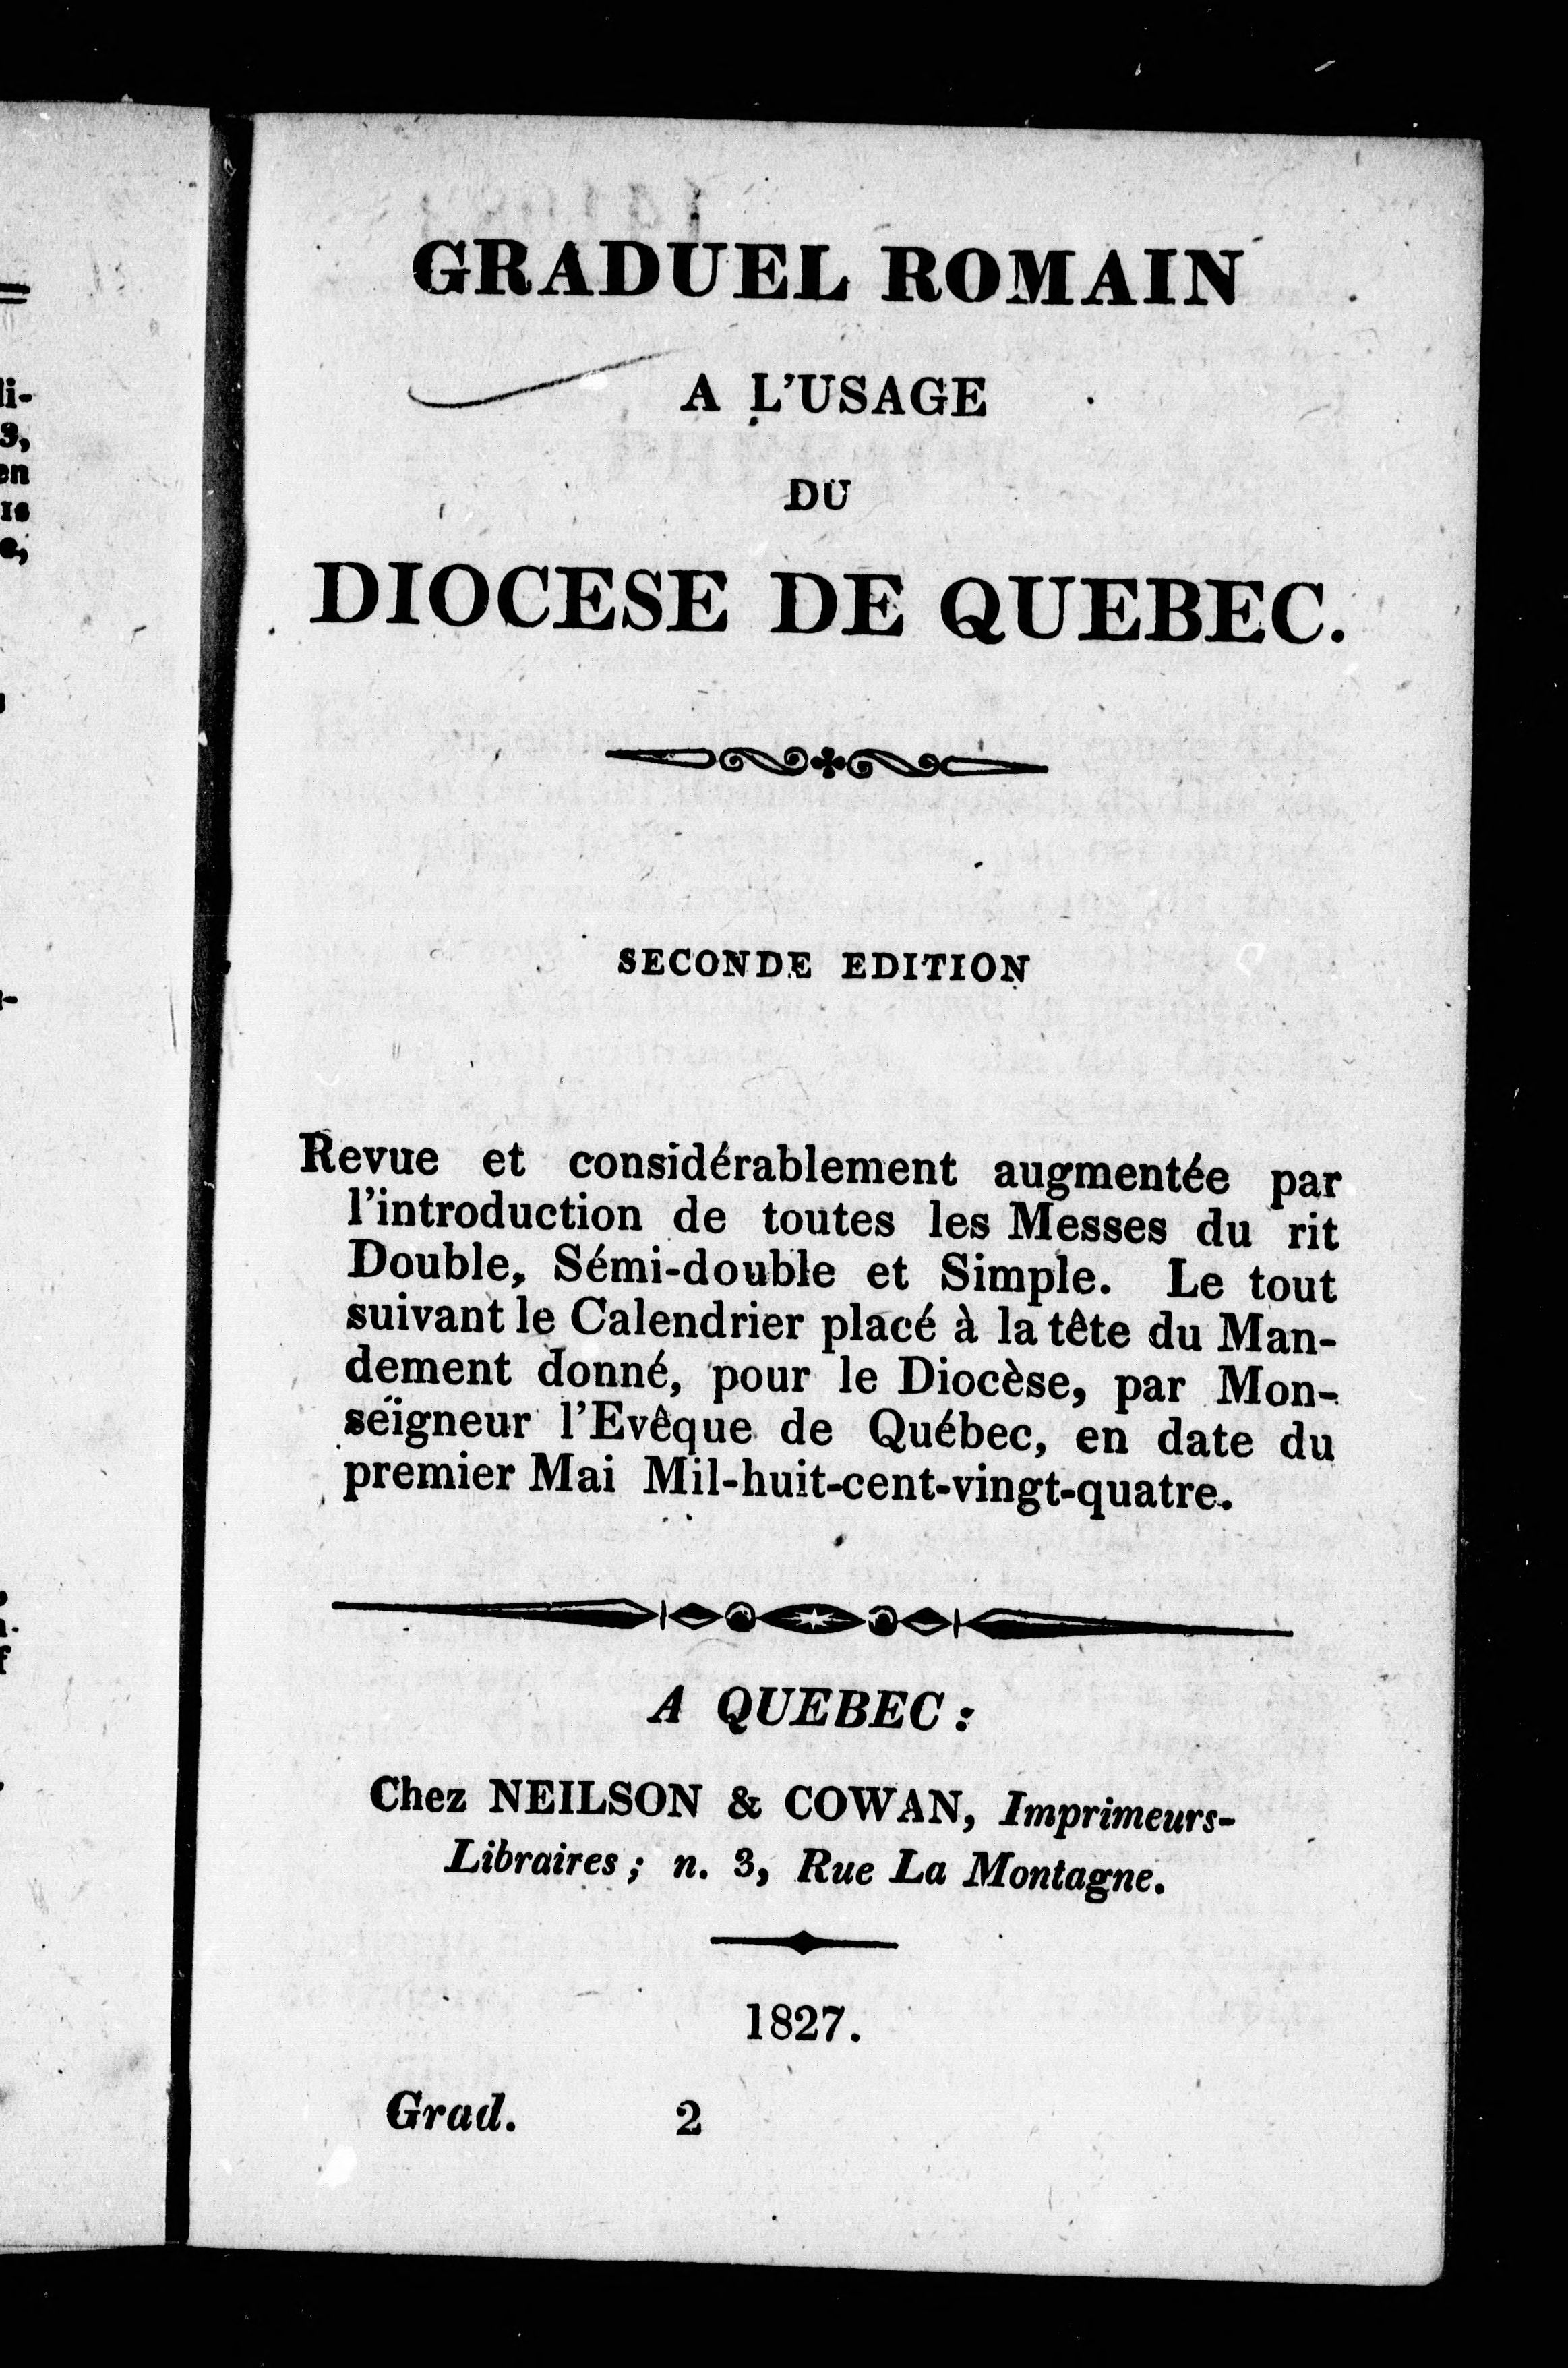 GRADUEL ROMAIN
A L'USAGE
DU
DIOCESE DE QUEBEC.
SECONDE EDITION
Revue et considérablement augmentée par
l'introduction de toutes les Messes du rit
Double, Sémi-double et Simple. Le tout
suivant le Calendrier placé à la tête du Man-
dement donné, pour le Diocèse, par Mon-
seigneur l'Evêque de Québec, en date du
premier Mai Mil-huit-cent-vingt-quatre.
A QUEBEC:
Chez NEILSON & COWAN, Imprimeurs-
Libraires; n. 3, Rue La Montagne.
1827.
Grad. 2